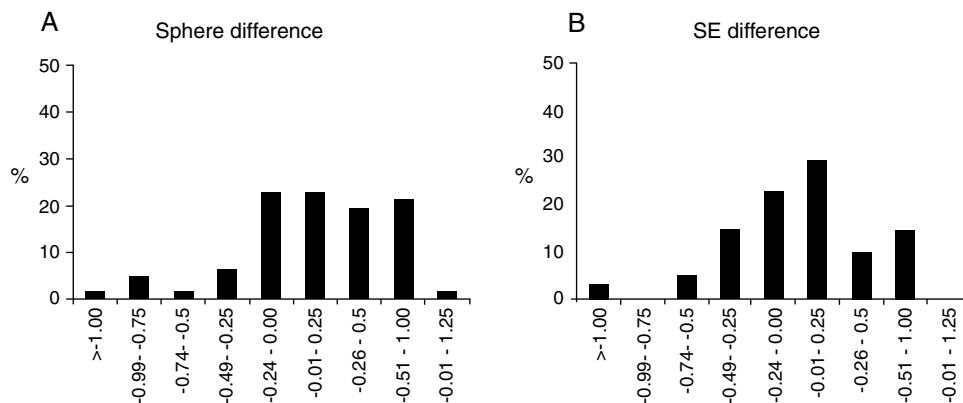 A
Sphere difference
50
40
30
%
20
10
0
>-1.00
-0.99- -0.75
-0.74- -0.5
-0.49- -0.25
-0.24 - 0.00
-0.01- 0.25
-0.26 - 0.5
-0.51 - 1.00
-0.01 - 1.25
B
SE difference
50
40
30
%
20
10
0
>-1.00
-0.99 - -0.75
-0.74- -0.5
-0.49 - -0.25
-0.24 - 0.00
-0.01 - 0.25
-0.26 - 0.5
-0.51 - 1.00
-0.01 - 1.25